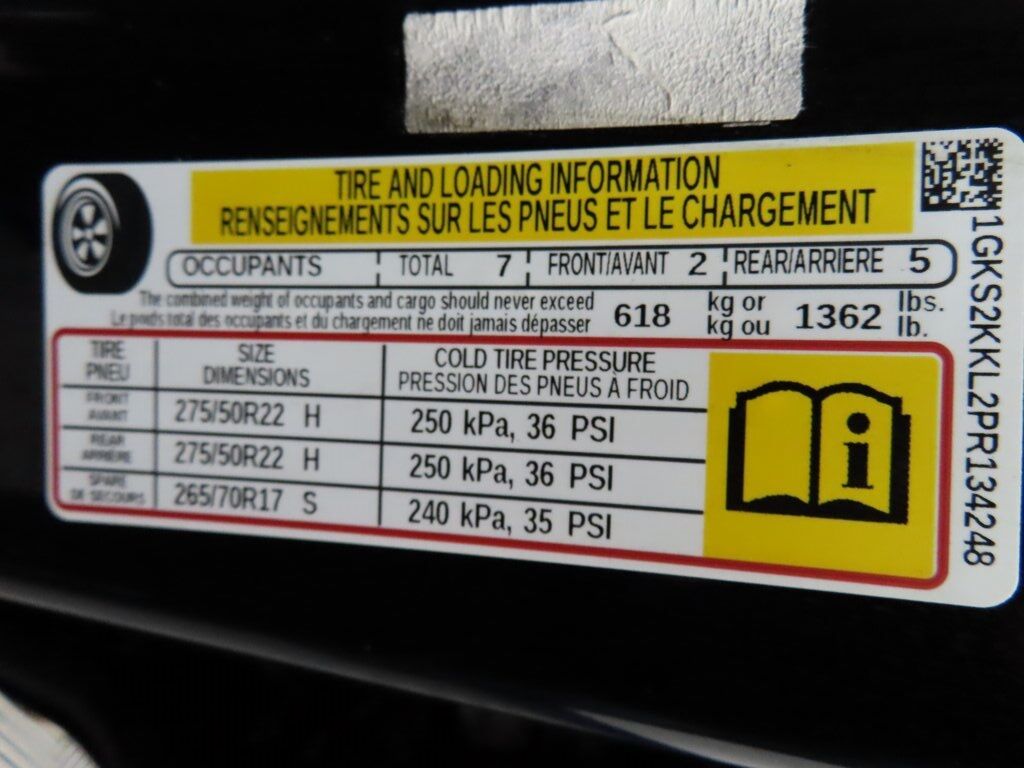 TIRE AND LOADING INFORMATION
RENSEIGNEMENTS SUR LES PNEUS ET LE CHARGEMENT
OCCUPANTS TOTAL 7 FRONT/AVANT 2 REAR/ARRIERE 5
The combined weight of occupants and cargo should never exceed 618 kg or 1362 lbs.
Le poids total des occupants et du chargement ne doit jamais dépasser kg ou lb.
TIRE SIZE COLD TIRE PRESSURE
PNEU DIMENSIONS PRESSION DES PNEUS À FROID
FRONT
AVANT 275/50R22 H 250 kPa, 36 PSI
REAR
ARRIÈRE 275/50R22 H 250 kPa, 36 PSI
SPARE
DE SECOURS 265/70R17 S 240 kPa, 35 PSI
i
1GKS2KKL2PR134248